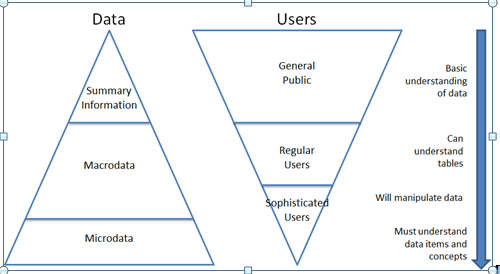 Data
Users
Summary
Information
Macrodata
Microdata
General
Public
Regular
Users
Sophisticated
Users
Basic
understanding
of data
Can
understand
tables
Will manipulate data
Must understand
data items and
concepts